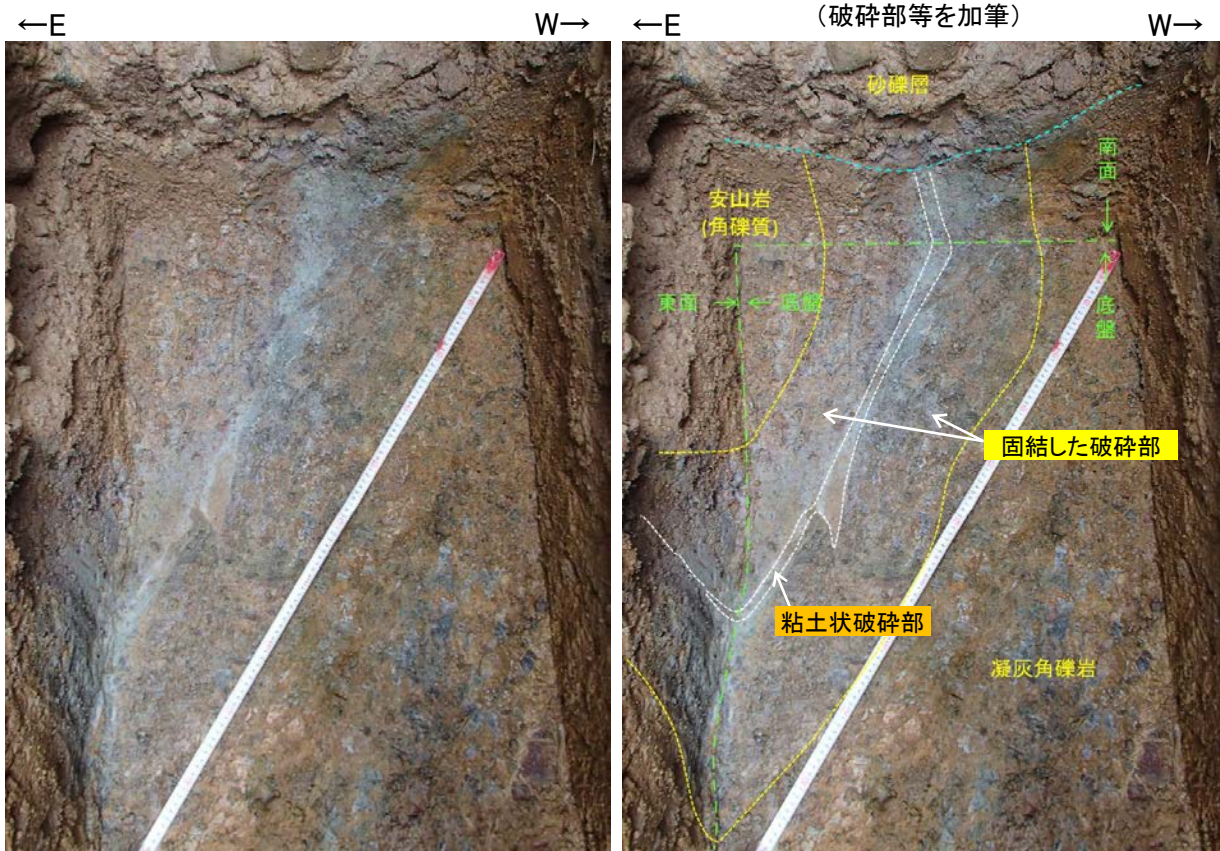 ←E
W→
←E
(破砕部等を加筆)
W→
砂礫層
南面
↓
安山岩
(角礫質)
東面 → ← 底盤
↑
底盤
固結した破砕部
粘土状破砕部
凝灰角礫岩